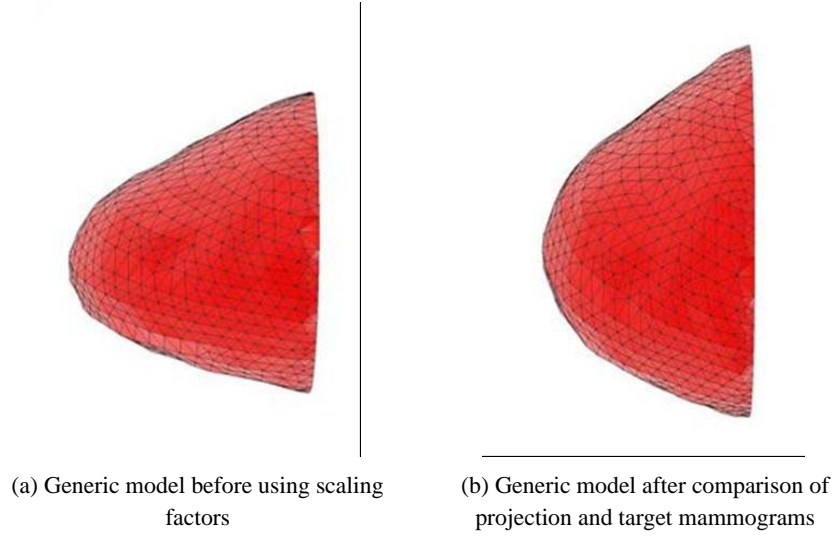 (a) Generic model before using scaling
factors
(b) Generic model after comparison of
projection and target mammograms